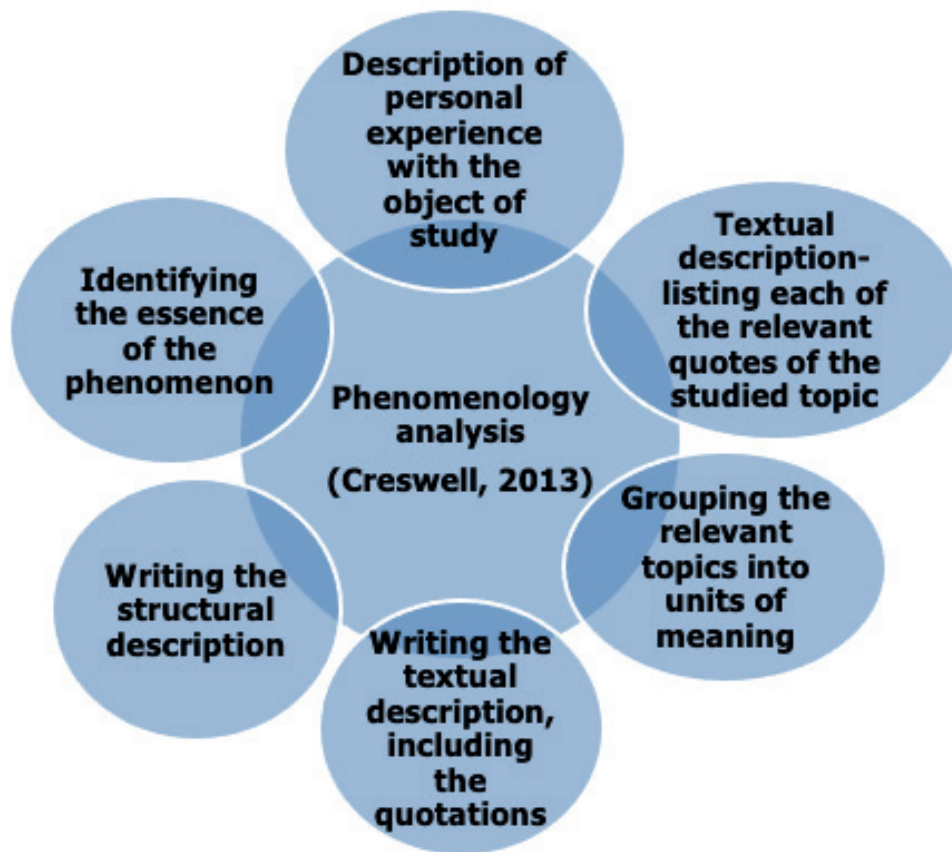 Description of
personal
experience
with the
object of
study
Textual
description-
listing each of
the relevant
quotes of the
studied topic
Grouping the
relevant
topics into
units of
meaning
Writing the
textual
description,
including
the
quotations
Writing the
structural
description
Identifying
the essence
of the
phenomenon
Phenomenology
analysis
(Creswell, 2013)